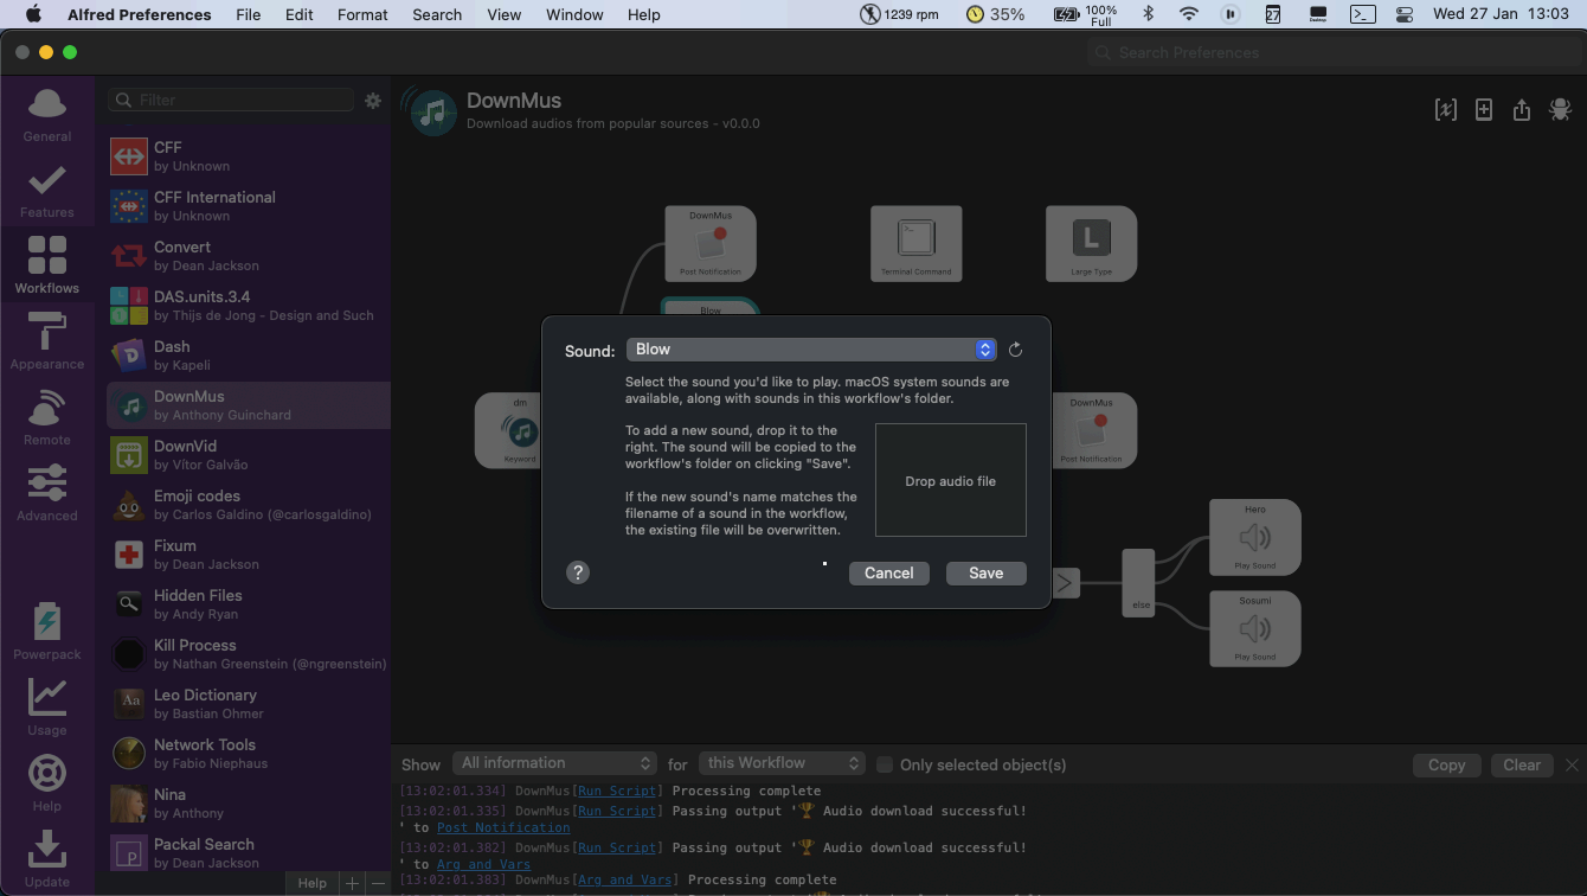 Alfred Preferences File Edit Format Search View Window Help 1239 rpm 35% 100% Full 27 Wed 27 Jan 13:03
Search Preferences
General
Features
Workflows
Appearance
Remote
Advanced
Powerpack
Usage
Help
Update
Filter
CFF
by Unknown
CFF International
by Unknown
Convert
by Dean Jackson
DAS.units.3.4
by Thijs de Jong - Design and Such
Dash
by Kapeli
DownMus
by Anthony Guinchard
DownVid
by Vítor Galvão
Emoji codes
by Carlos Galdino (@carlosgaldino)
Fixum
by Dean Jackson
Hidden Files
by Andy Ryan
Kill Process
by Nathan Greenstein (@ngreenstein)
Leo Dictionary
by Bastian Ohmer
Network Tools
by Fabio Niephaus
Nina
by Anthony
Packal Search
by Dean Jackson
Help + −
DownMus
Download audios from popular sources - v0.0.0
DownMus
Post Notification
Terminal Command
L
Large Type
Blow
dm
Keyword
DownMus
Post Notification
else
Hero
Play Sound
Sosumi
Play Sound
Sound: Blow
Select the sound you'd like to play. macOS system sounds are
available, along with sounds in this workflow's folder.
To add a new sound, drop it to the
right. The sound will be copied to the
workflow's folder on clicking "Save".
If the new sound's name matches the
filename of a sound in the workflow,
the existing file will be overwritten.
Drop audio file
? Cancel Save
Show All information for this Workflow Only selected object(s) Copy Clear
[13:02:01.334] DownMus[Run Script] Processing complete
[13:02:01.335] DownMus[Run Script] Passing output '🏆 Audio download successful!
' to Post Notification
[13:02:01.382] DownMus[Run Script] Passing output '🏆 Audio download successful!
' to Arg and Vars
[13:02:01.383] DownMus[Arg and Vars] Processing complete